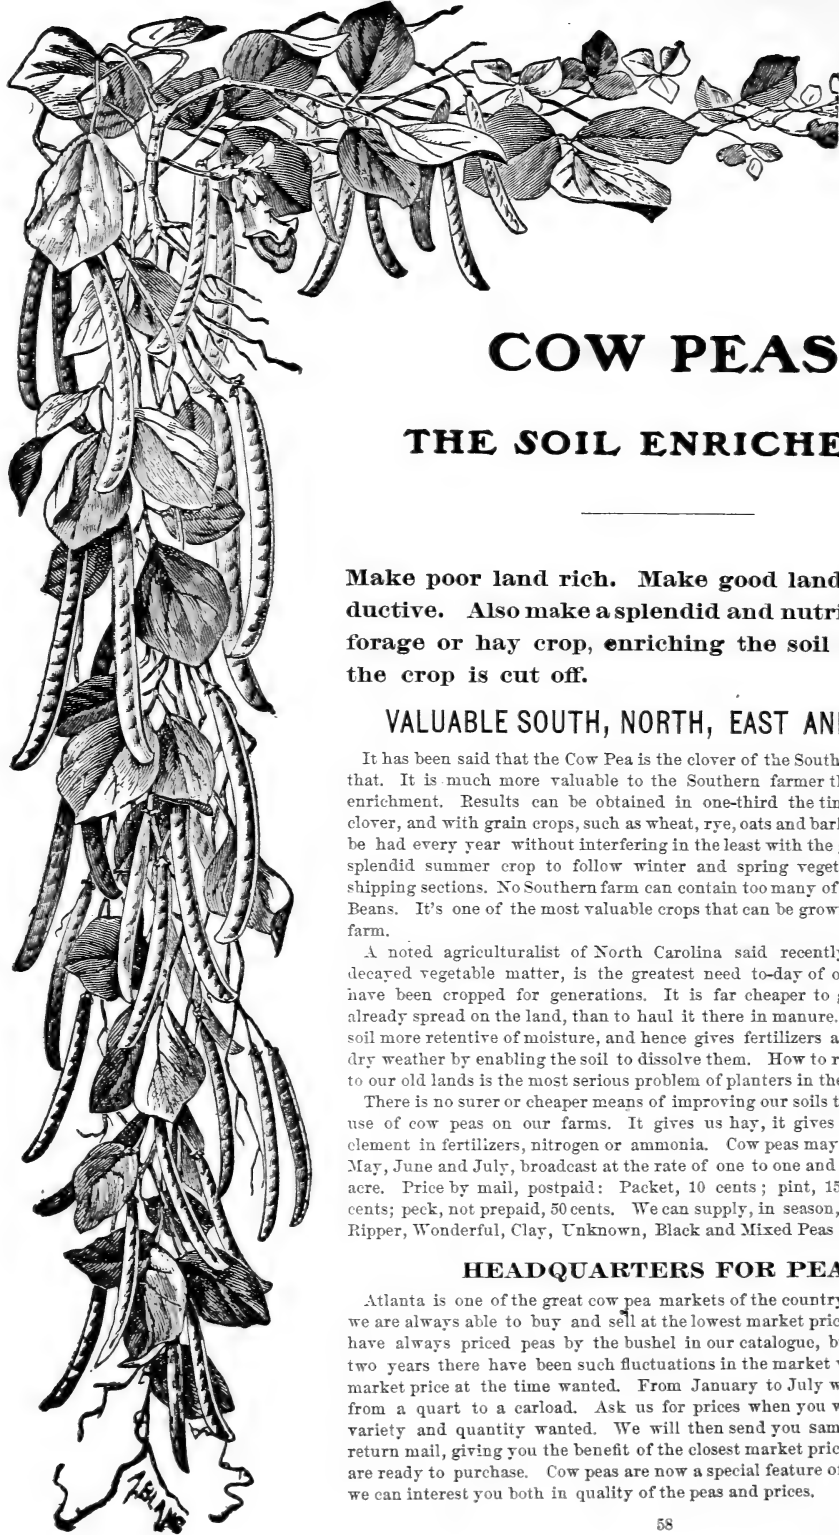 COW PEAS
THE SOIL ENRICHE
Make poor land rich. Make good land
ductive. Also make a splendid and nutri
forage or hay crop, enriching the soil
the crop is cut off.
VALUABLE SOUTH, NORTH, EAST AN
It has been said that the Cow Pea is the clover of the South
that. It is much more valuable to the Southern farmer t
enrichment. Results can be obtained in one-third the tim
clover, and with grain crops, such as wheat, rye, oats and bar
be had every year without interfering in the least with the
splendid summer crop to follow winter and spring veget
shipping sections. No Southern farm can contain too many of
Beans. It's one of the most valuable crops that can be grow
farm.
A noted agriculturalist of North Carolina said recently
decayed vegetable matter, is the greatest need to-day of o
have been cropped for generations. It is far cheaper to
already spread on the land, than to haul it there in manure.
soil more retentive of moisture, and hence gives fertilizers a
dry weather by enabling the soil to dissolve them. How to r
to our old lands is the most serious problem of planters in the
There is no surer or cheaper means of improving our soils t
use of cow peas on our farms. It gives us hay, it gives
element in fertilizers, nitrogen or ammonia. Cow peas may
May, June and July, broadcast at the rate of one to one and
acre. Price by mail, postpaid: Packet, 10 cents; pint, 15
cents; peck, not prepaid, 50 cents. We can supply, in season,
Ripper, Wonderful, Clay, Unknown, Black and Mixed Peas
HEADQUARTERS FOR PEA
Atlanta is one of the great cow pea markets of the country
we are always able to buy and sell at the lowest market pric
have always priced peas by the bushel in our catalogue, b
two years there have been such fluctuations in the market
market price at the time wanted. From January to July w
from a quart to a carload. Ask us for prices when you w
variety and quantity wanted. We will then send you sam
return mail, giving you the benefit of the closest market pric
are ready to purchase. Cow peas are now a special feature o
we can interest you both in quality of the peas and prices.
58